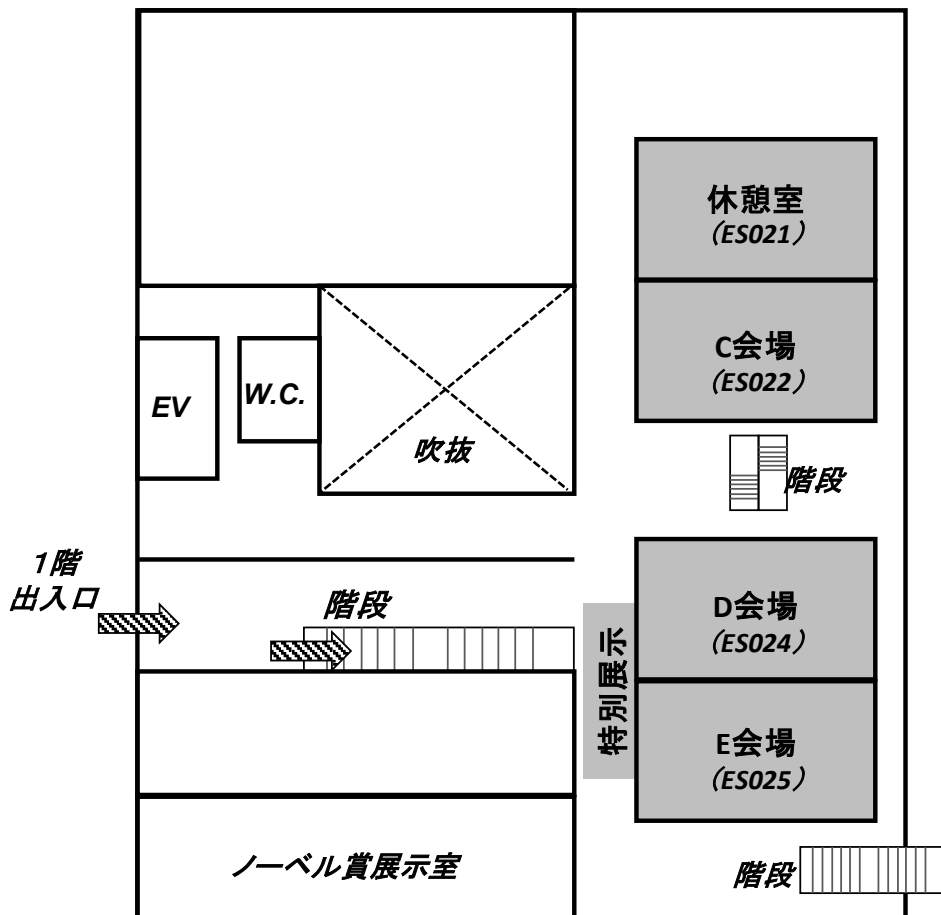 休憩室
（ES021）
C会場
（ES022）
EV
W.C.
吹抜
階段
1階
出入口
階段
D会場
（ES024）
特別展示
E会場
（ES025）
ノーベル賞展示室
階段